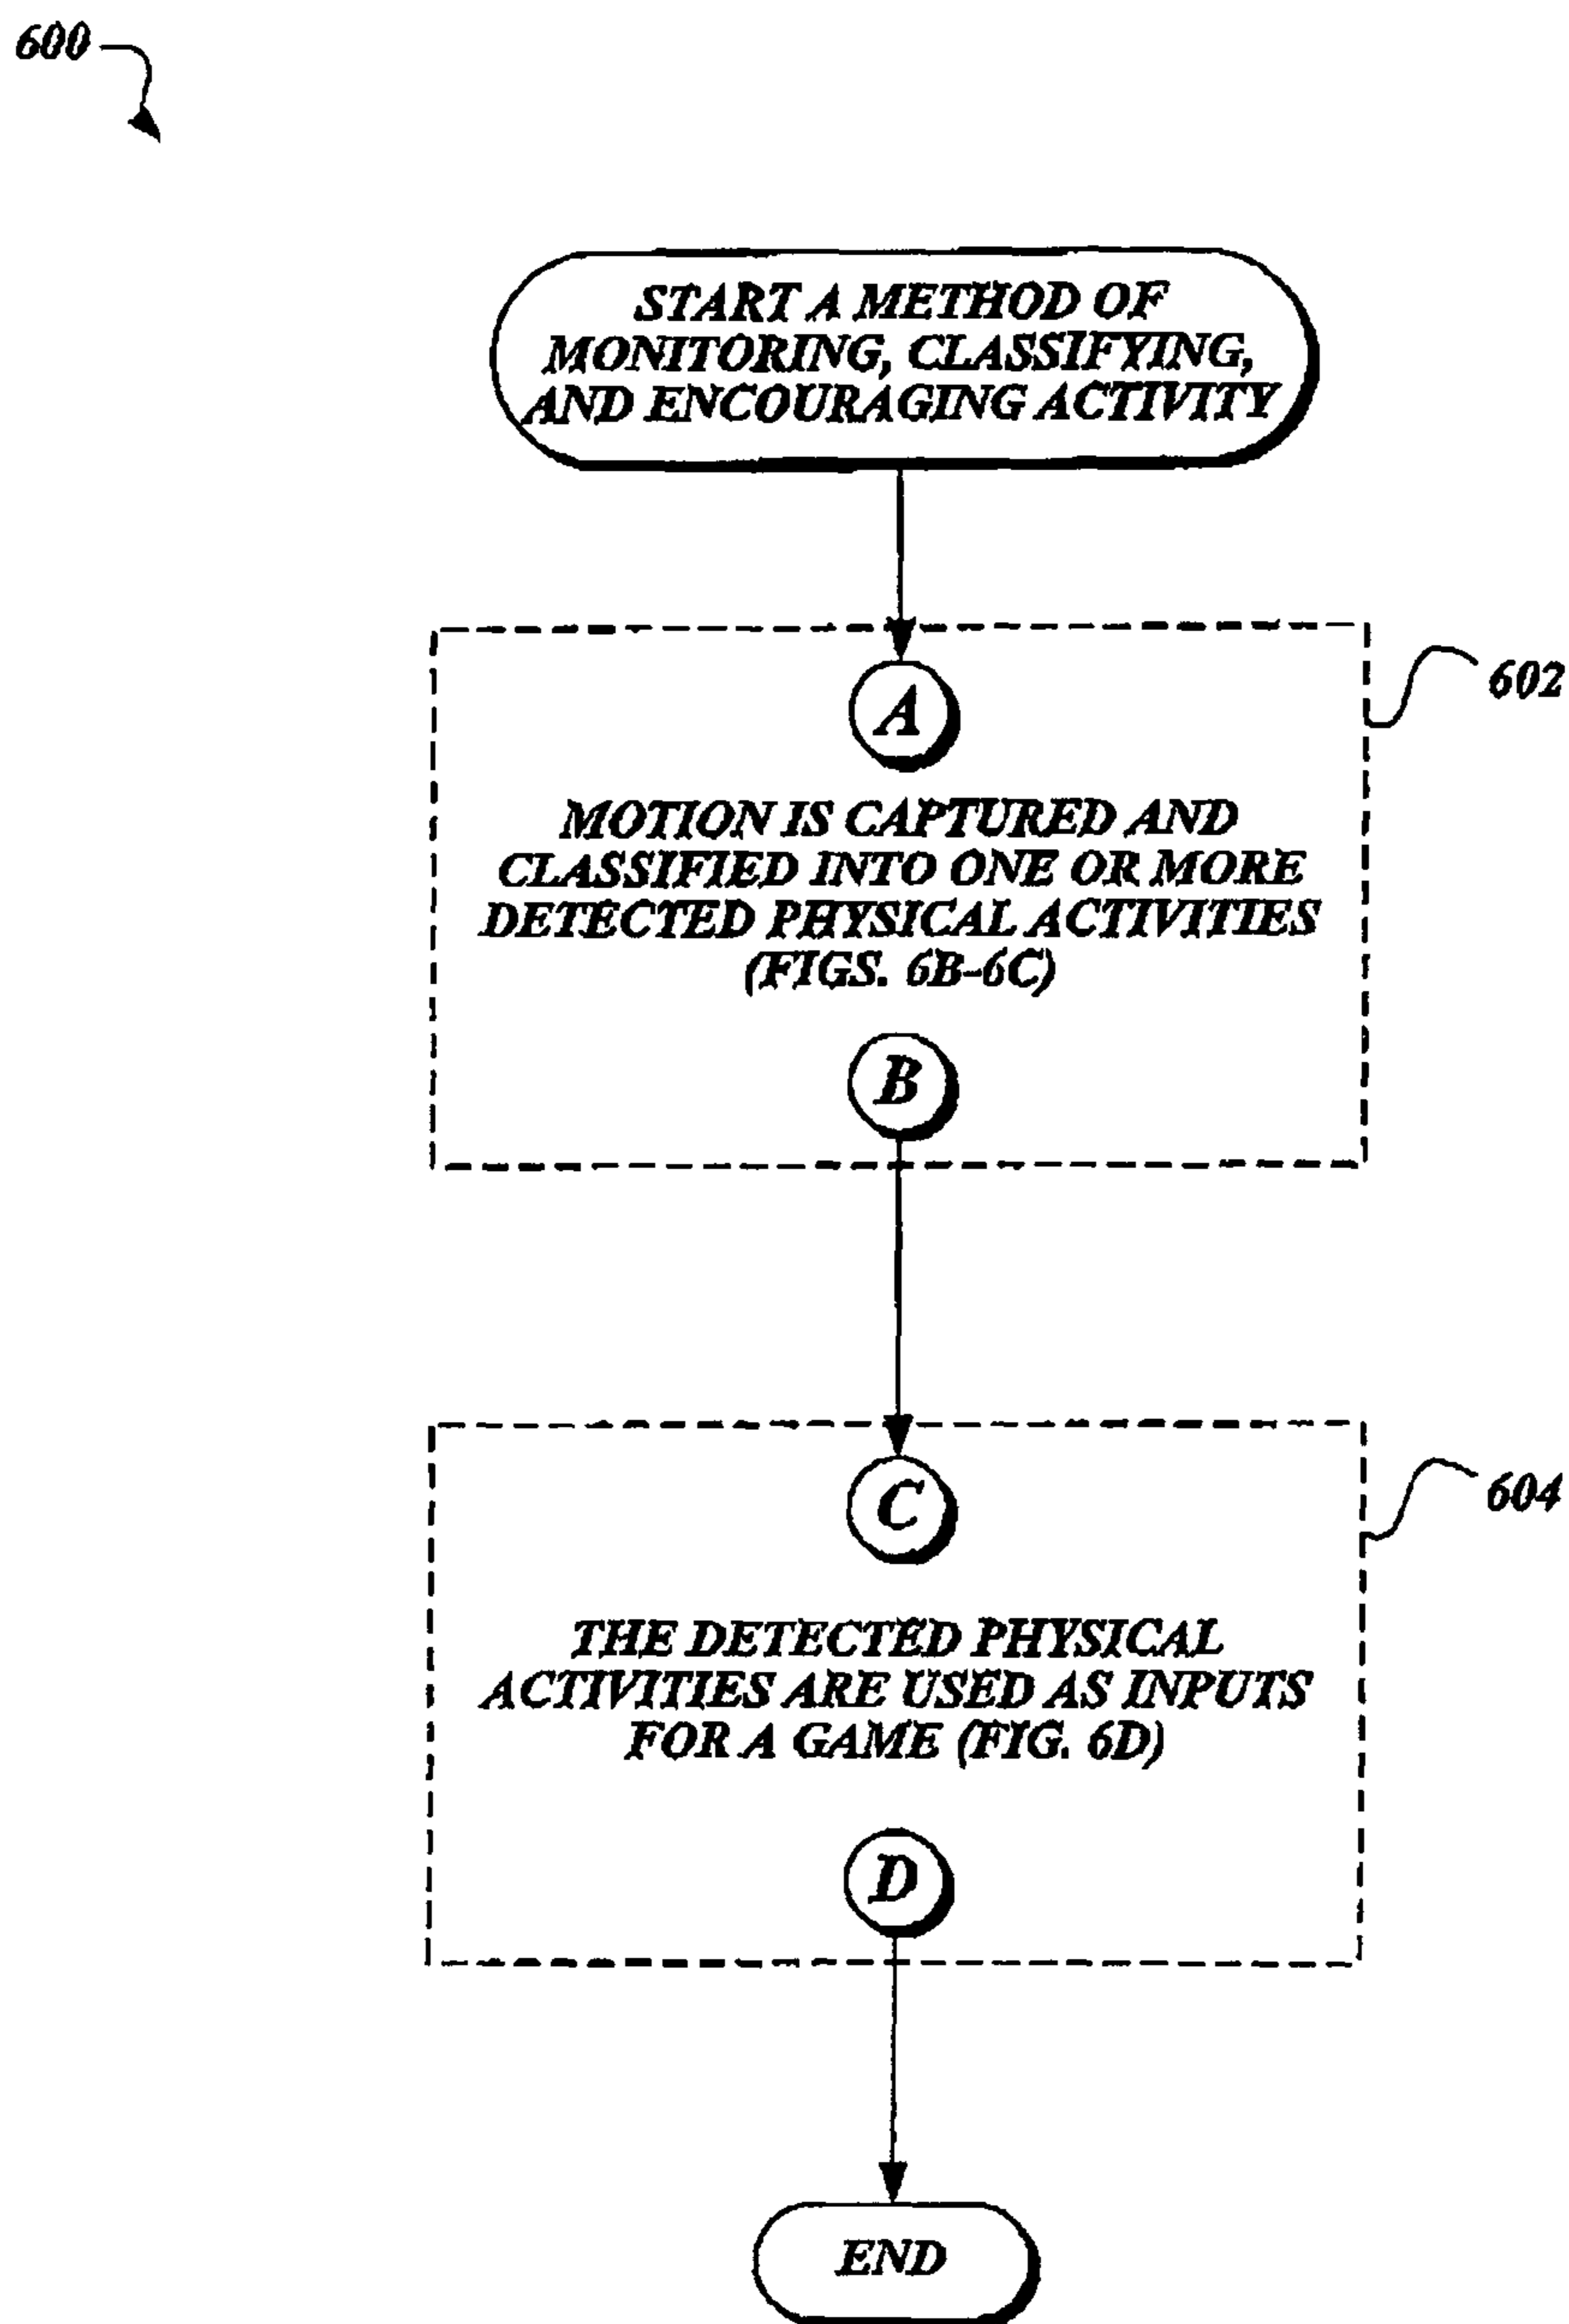 600
START A METHOD OF
MONITORING, CLASSIFYING,
AND ENCOURAGING ACTIVITY
602
A
MOTION IS CAPTURED AND
CLASSIFIED INTO ONE OR MORE
DETECTED PHYSICAL ACTIVITIES
(FIGS. 6B-6C)
B
C
604
THE DETECTED PHYSICAL
ACTIVITIES ARE USED AS INPUTS
FOR A GAME (FIG. 6D)
D
END